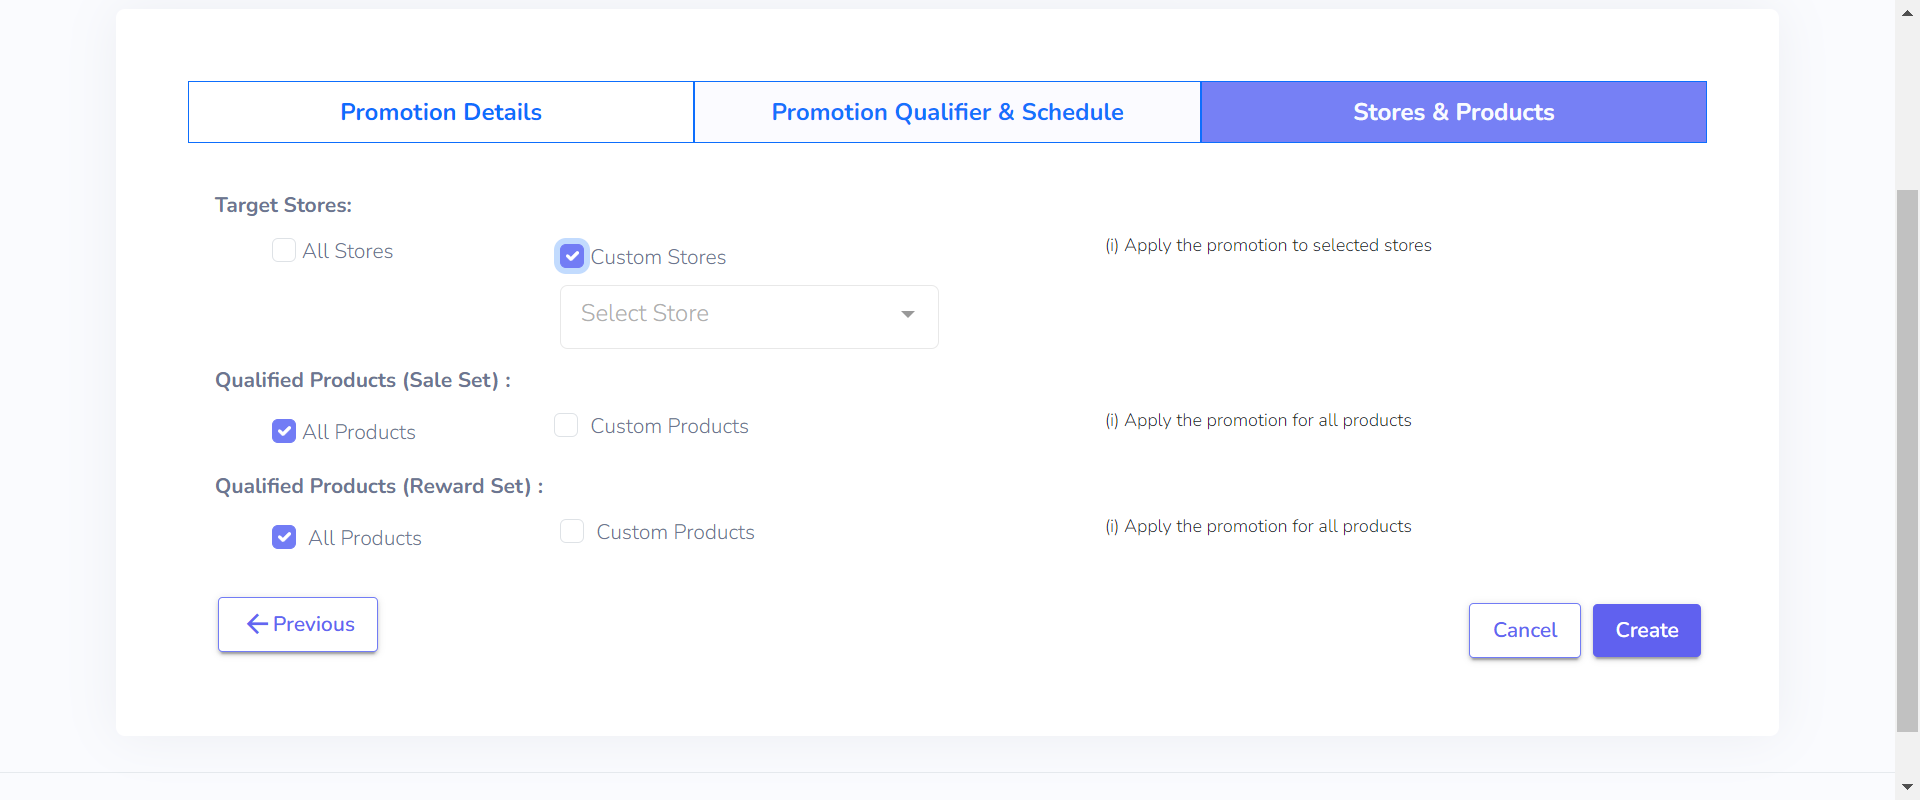 Promotion Details
Promotion Qualifier & Schedule
Stores & Products
Target Stores:
All Stores
Custom Stores
(i) Apply the promotion to selected stores
Select Store
Qualified Products (Sale Set) :
All Products
Custom Products
(i) Apply the promotion for all products
Qualified Products (Reward Set) :
All Products
Custom Products
(i) Apply the promotion for all products
Previous
Cancel
Create